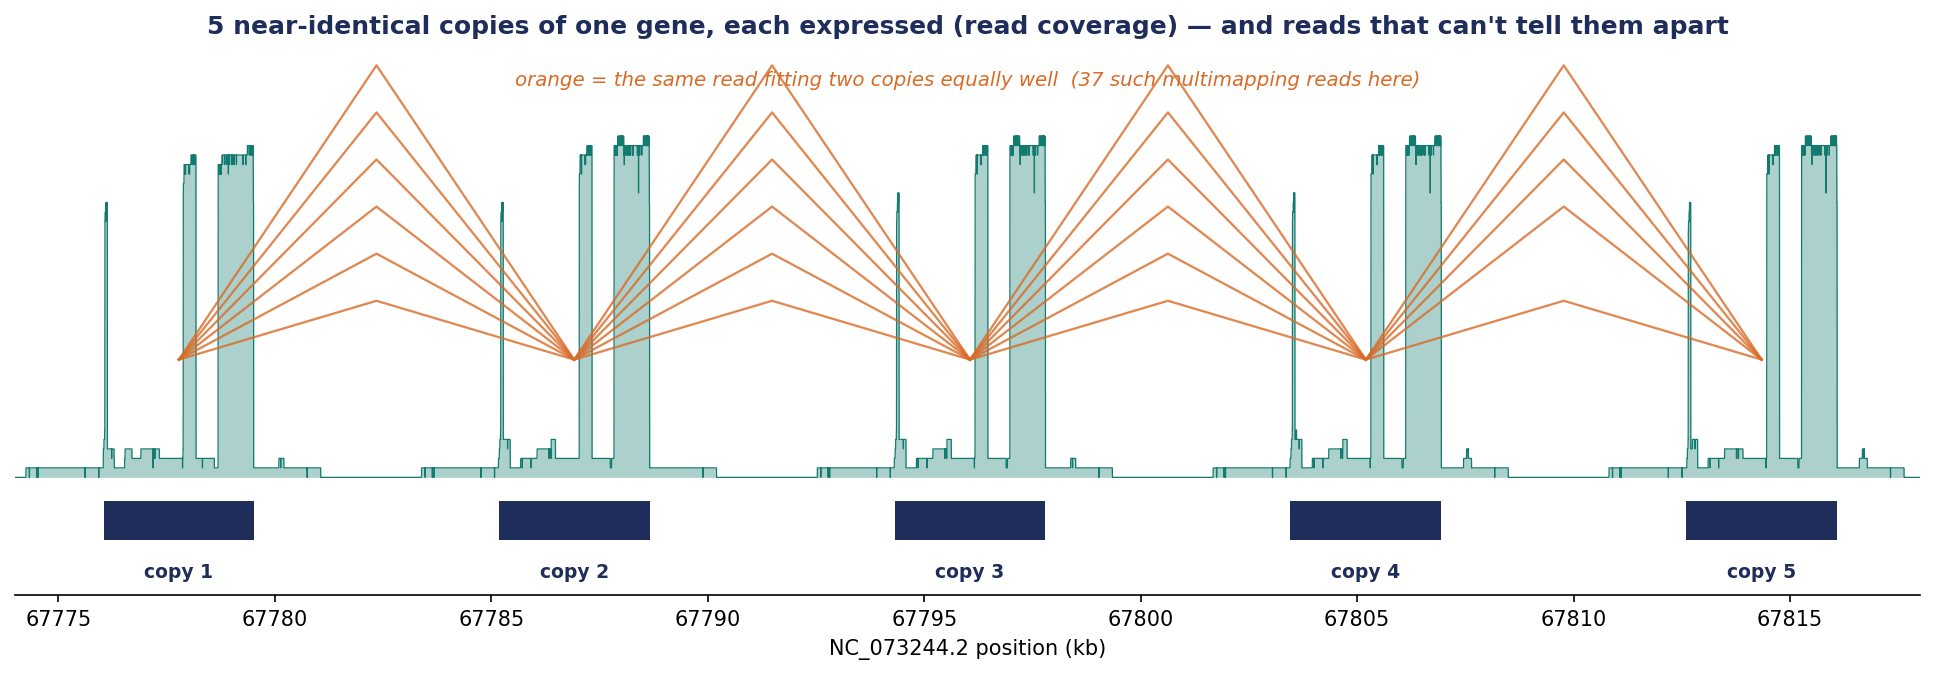 5 near-identical copies of one gene, each expressed (read coverage) — and reads that can't tell them apart
orange = the same read fitting two copies equally well  (37 such multimapping reads here)
copy 1
copy 2
copy 3
copy 4
copy 5
67775
67780
67785
67790
67795
67800
67805
67810
67815
NC_073244.2 position (kb)